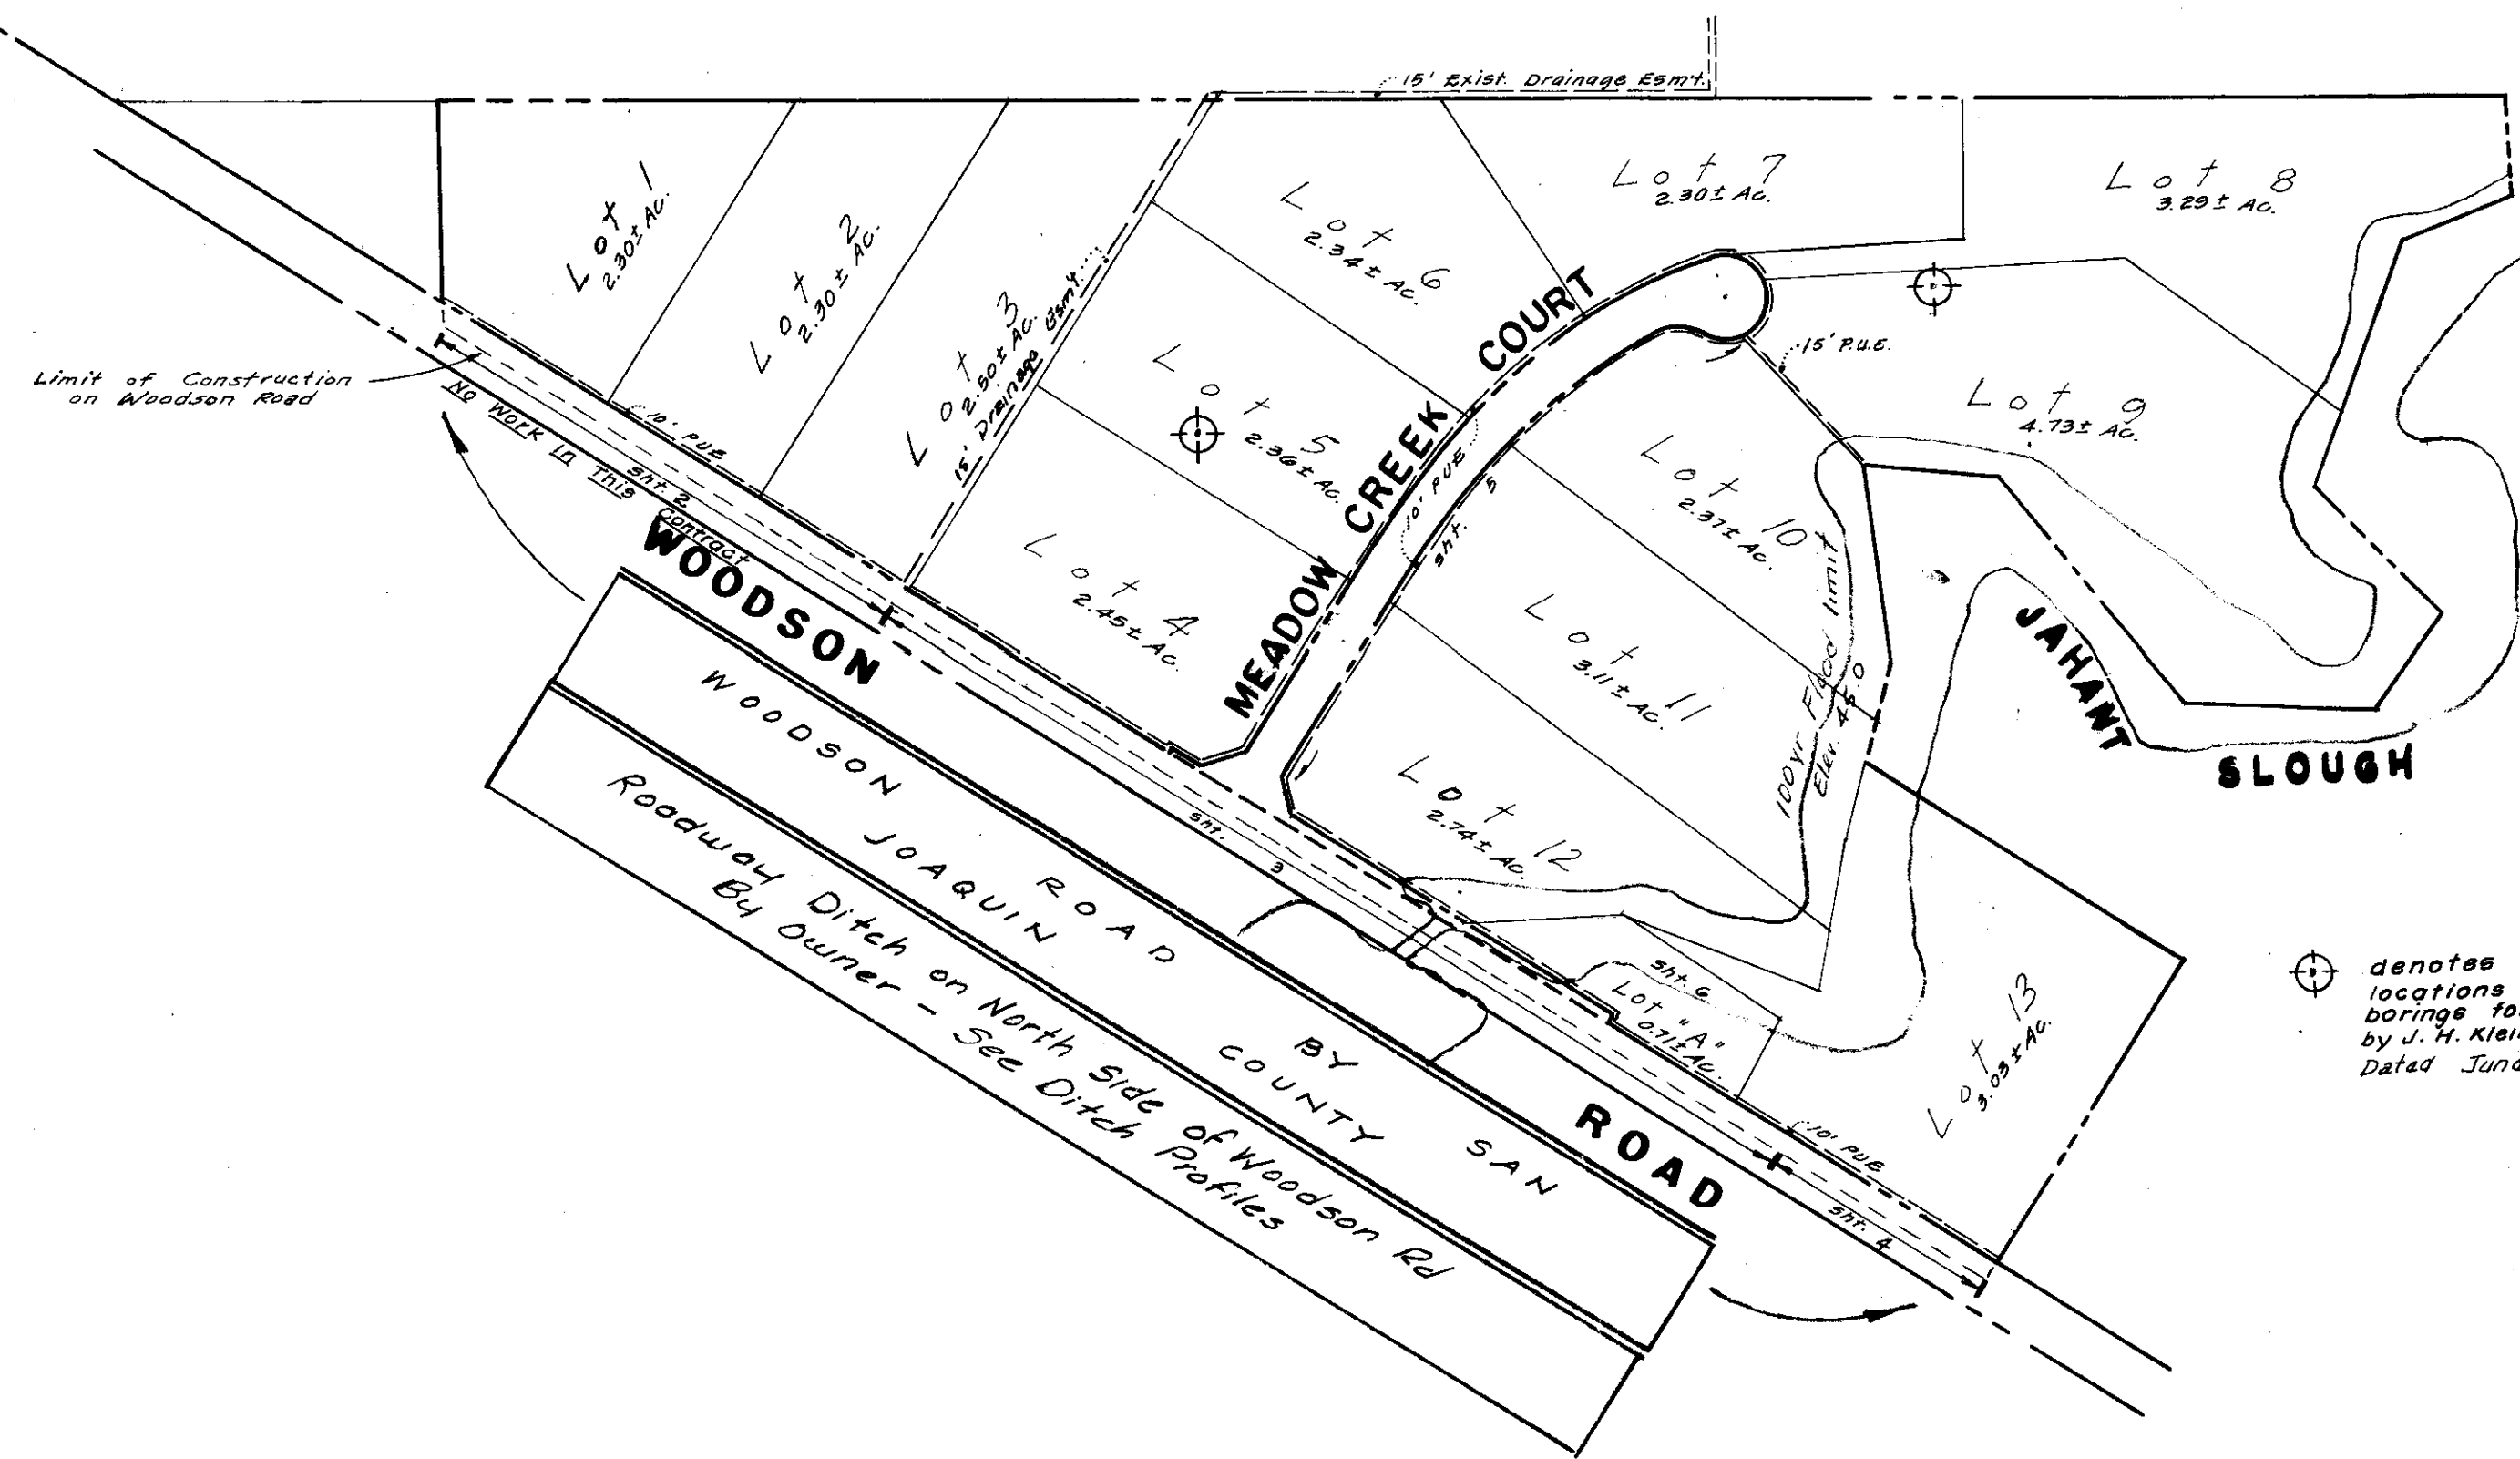 15' Exist. Drainage Esm't.
Lot 1
2.30± Ac.
Lot 2
2.30± Ac.
Lot 3
2.50± Ac.
15' Drainage Esm't.
Lot 4
2.45± Ac.
Lot 5
2.36± Ac.
Lot 6
2.34± Ac.
Lot 7
2.30± Ac.
Lot 8
3.29± Ac.
Lot 9
4.73± Ac.
15' P.U.E.
Lot 10
2.37± Ac.
Lot 11
3.11± Ac.
Lot 12
2.74± Ac.
100 yr Flood limit
Elev. 45.0
MEADOW CREEK COURT
10' PUE
Sht. 5
JAHANT
SLOUGH
Limit of Construction
on Woodson Road
10' PUE
Sht. 2
No Work In This Contract
WOODSON
ROAD
Sht. 3
Sht. 6
Lot "A"
0.71± Ac.
Lot 13
3.03± Ac.
10' PUE
Sht. 4
WOODSON ROAD BY SAN
JOAQUIN COUNTY
Roadway Ditch on North Side of Woodson Rd
By Owner - See Ditch Profiles
denotes
locations
borings
by J. H.
Dated